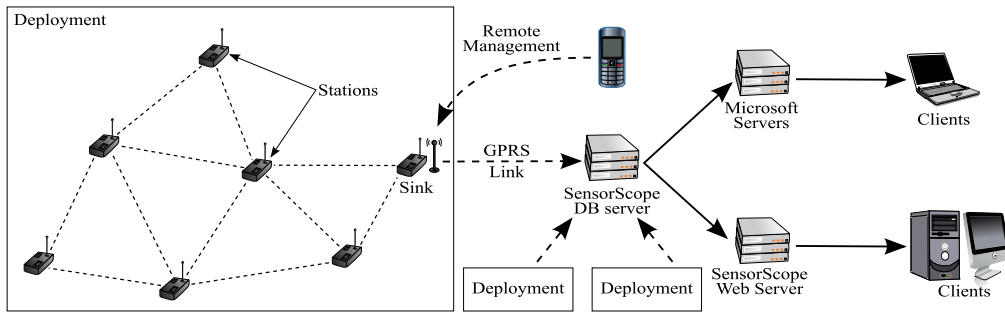 Deployment
Stations
Sink
Remote
Management
GPRS
Link
SensorScope
DB server
Deployment
Deployment
Microsoft
Servers
Clients
SensorScope
Web Server
Clients